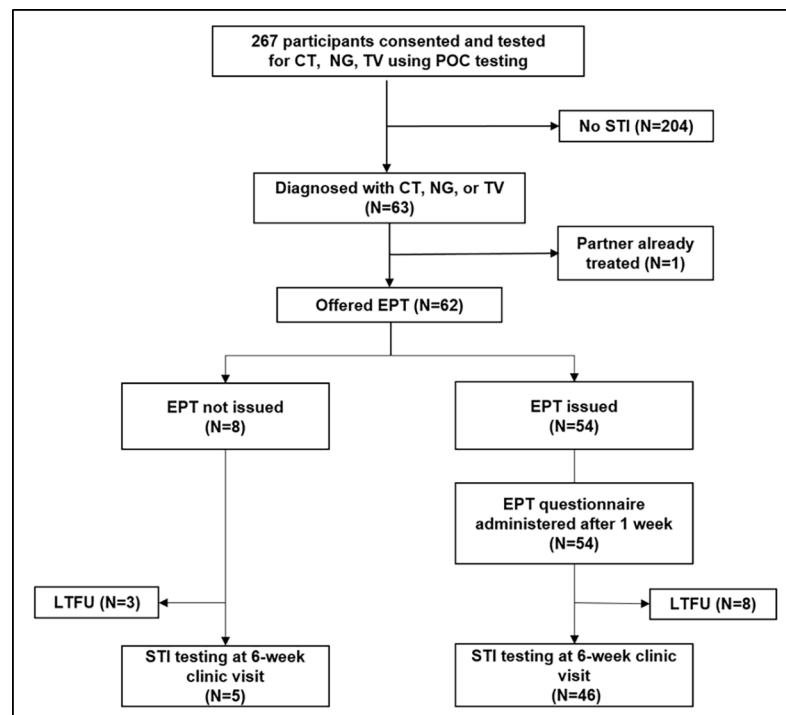 267 participants consented and tested
for CT, NG, TV using POC testing
No STI (N=204)
Diagnosed with CT, NG, or TV
(N=63)
Partner already
treated (N=1)
Offered EPT (N=62)
EPT not issued
(N=8)
EPT issued
(N=54)
EPT questionnaire
administered after 1 week
(N=54)
LTFU (N=3)
LTFU (N=8)
STI testing at 6-week
clinic visit
(N=5)
STI testing at 6-week clinic
visit
(N=46)